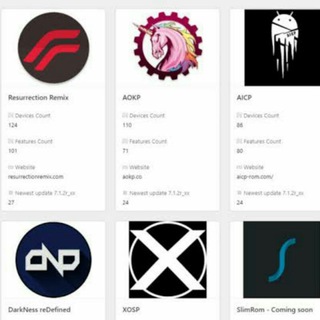 Resurrection Remix
Devices Count
124
Features Count
101
Website
resurrectionremix.com
Newest update 7.1.2r_xx
27
AOKP
Devices Count
110
Features Count
71
Website
aokp.co
Newest update 7.1.2r_xx
24
AICP
Devices Count
88
Features Count
80
Website
aicp-rom.com/
Newest update 7.1.2r_xx
24
DNP
DarkNess reDefined
X
XOSP
SlimRom - Coming soon